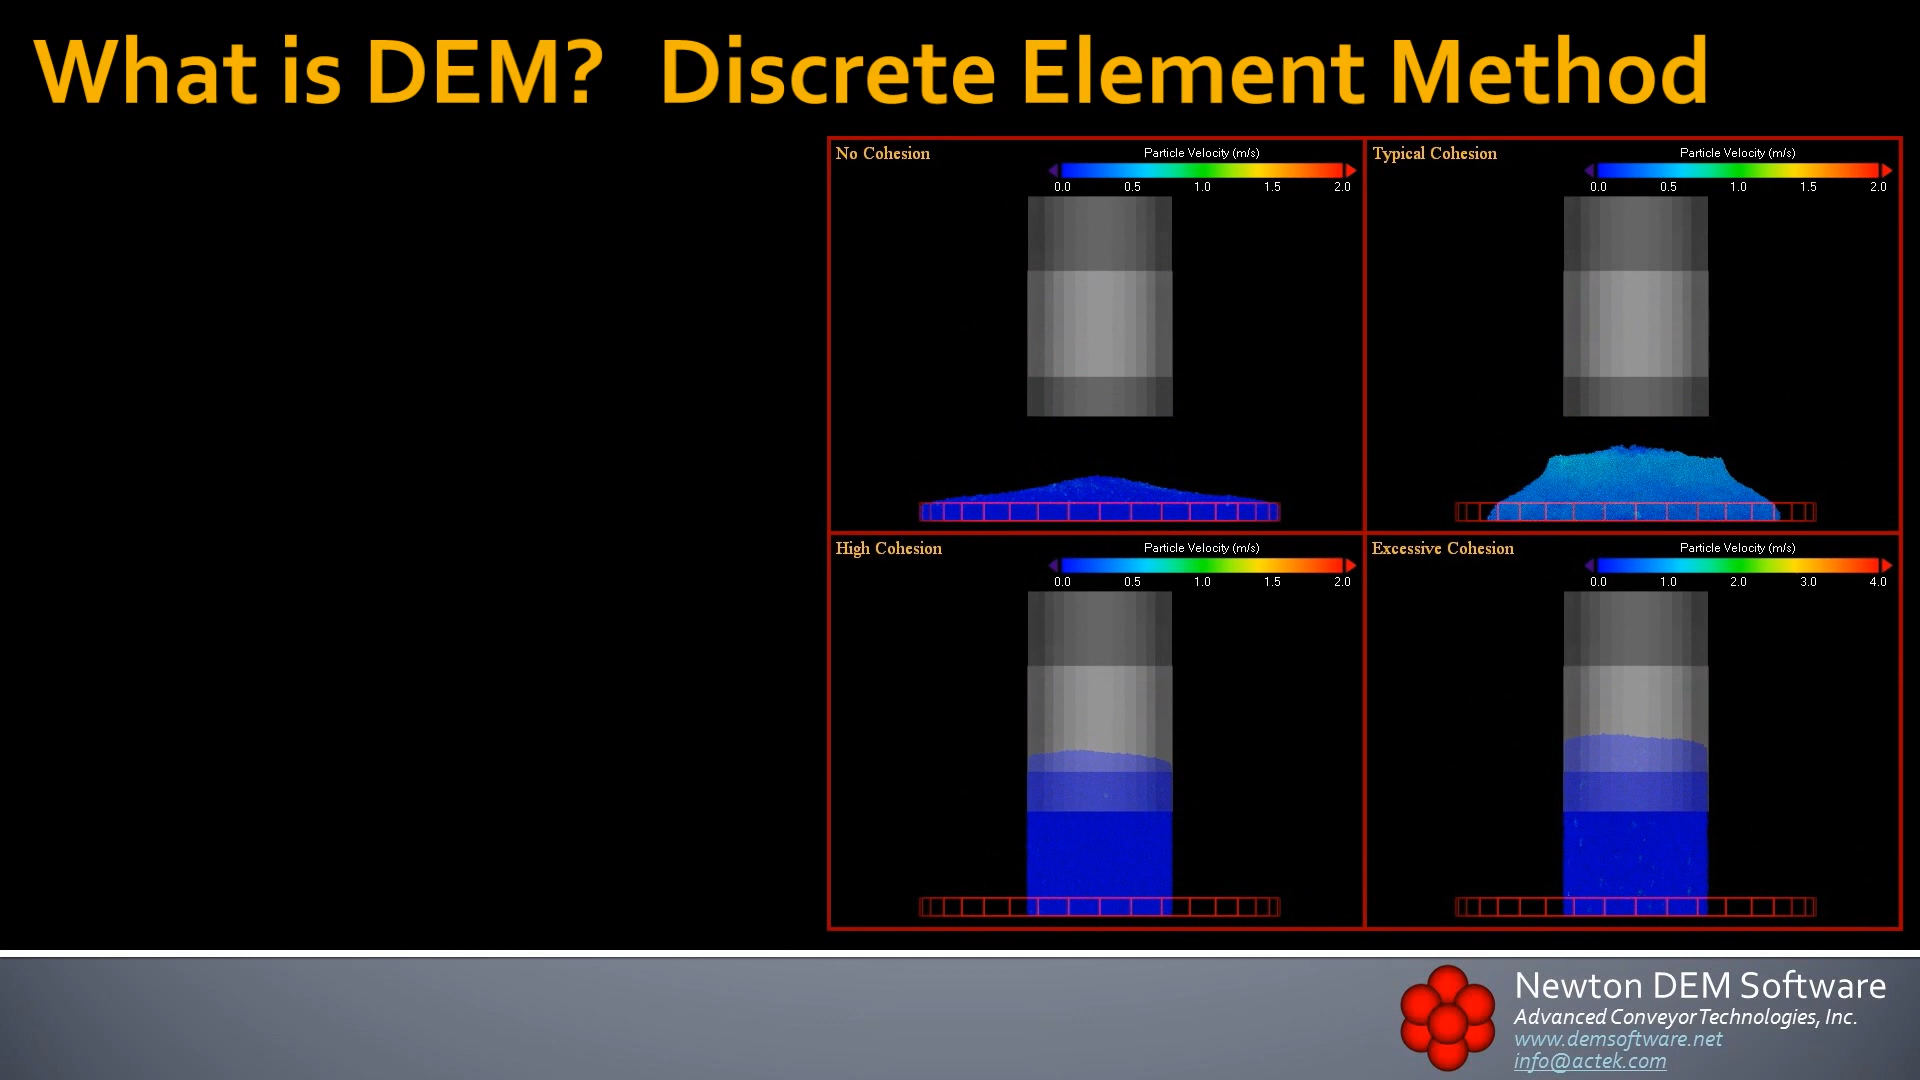 What is DEM?   Discrete Element Method
No Cohesion
Particle Velocity (m/s)
0.0 0.5 1.0 1.5 2.0
Typical Cohesion
Particle Velocity (m/s)
0.0 0.5 1.0 1.5 2.0
High Cohesion
Particle Velocity (m/s)
0.0 0.5 1.0 1.5 2.0
Excessive Cohesion
Particle Velocity (m/s)
0.0 1.0 2.0 3.0 4.0
Newton DEM Software
Advanced Conveyor Technologies, Inc.
www.demsoftware.net
info@actek.com